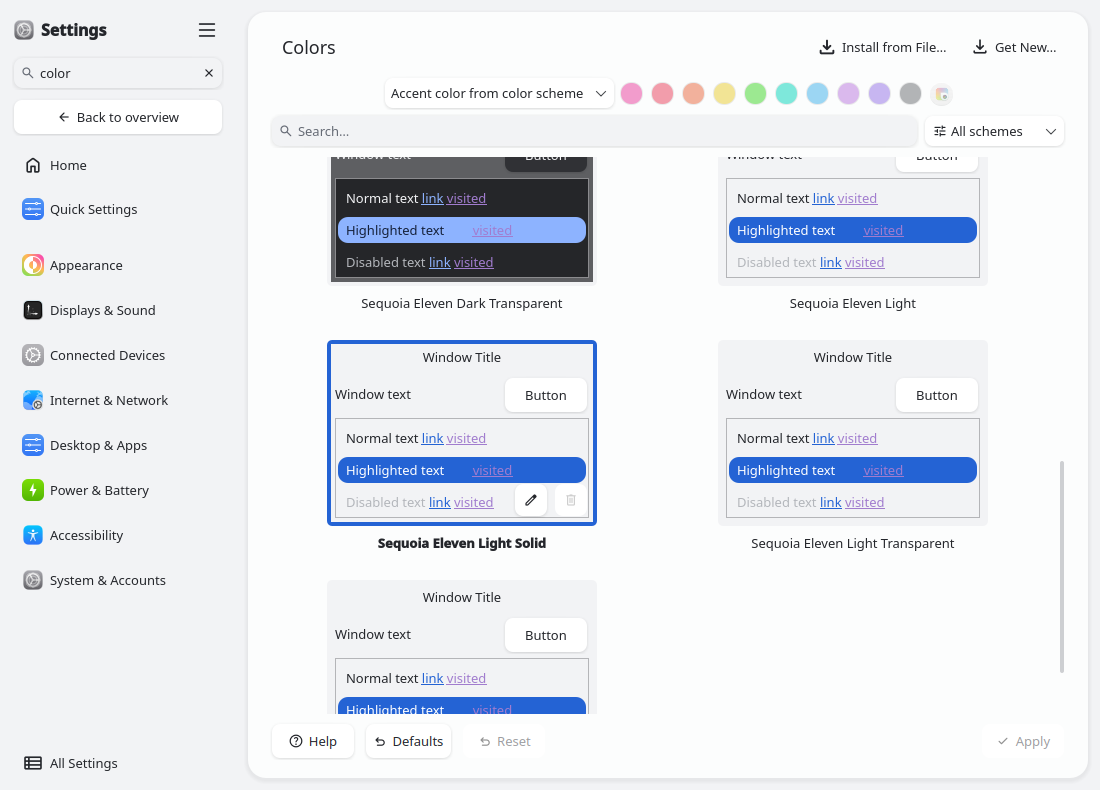 Settings
color
Back to overview
Home
Quick Settings
Appearance
Displays & Sound
Connected Devices
Internet & Network
Desktop & Apps
Power & Battery
Accessibility
System & Accounts
All Settings
Colors
Install from File...
Get New...
Accent color from color scheme
Search...
All schemes
Window text
Button
Normal text link visited
Highlighted text visited
Disabled text link visited
Sequoia Eleven Dark Transparent
Window text
Button
Normal text link visited
Highlighted text visited
Disabled text link visited
Sequoia Eleven Light
Window Title
Window text
Button
Normal text link visited
Highlighted text visited
Disabled text link visited
Sequoia Eleven Light Solid
Window Title
Window text
Button
Normal text link visited
Highlighted text visited
Disabled text link visited
Sequoia Eleven Light Transparent
Window Title
Window text
Button
Normal text link visited
Highlighted text visited
Help
Defaults
Reset
Apply